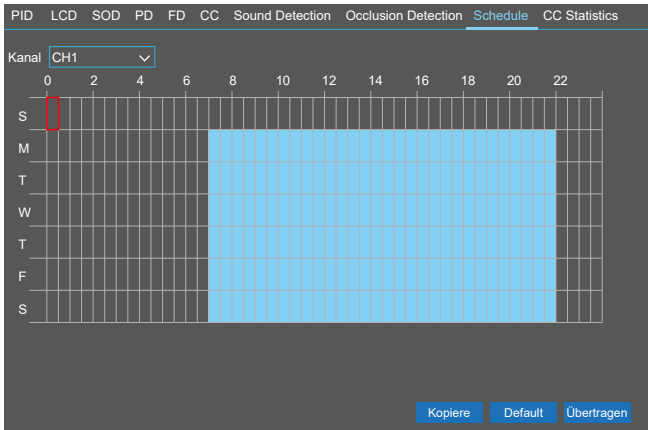 PID LCD SOD PD FD CC Sound Detection Occlusion Detection Schedule CC Statistics
Kanal CH1
0 2 4 6 8 10 12 14 16 18 20 22
S
M
T
W
T
F
S
Kopiere Default Übertragen